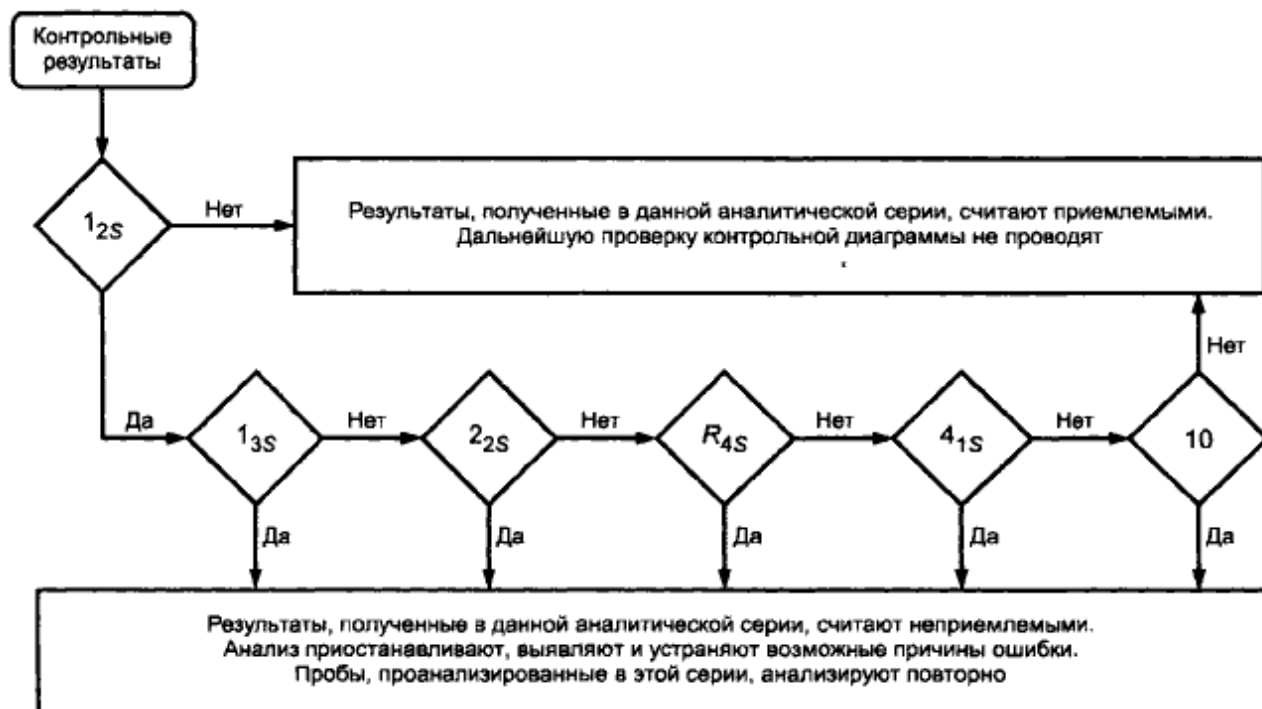 Контрольные
результаты
1₂S
Нет
Результаты, полученные в данной аналитической серии, считают приемлемыми.
Дальнейшую проверку контрольной диаграммы не проводят
Нет
Да
1₃S
Нет
2₂S
Нет
R₄S
Нет
4₁S
Нет
10
Да
Да
Да
Да
Да
Результаты, полученные в данной аналитической серии, считают неприемлемыми.
Анализ приостанавливают, выявляют и устраняют возможные причины ошибки.
Пробы, проанализированные в этой серии, анализируют повторно